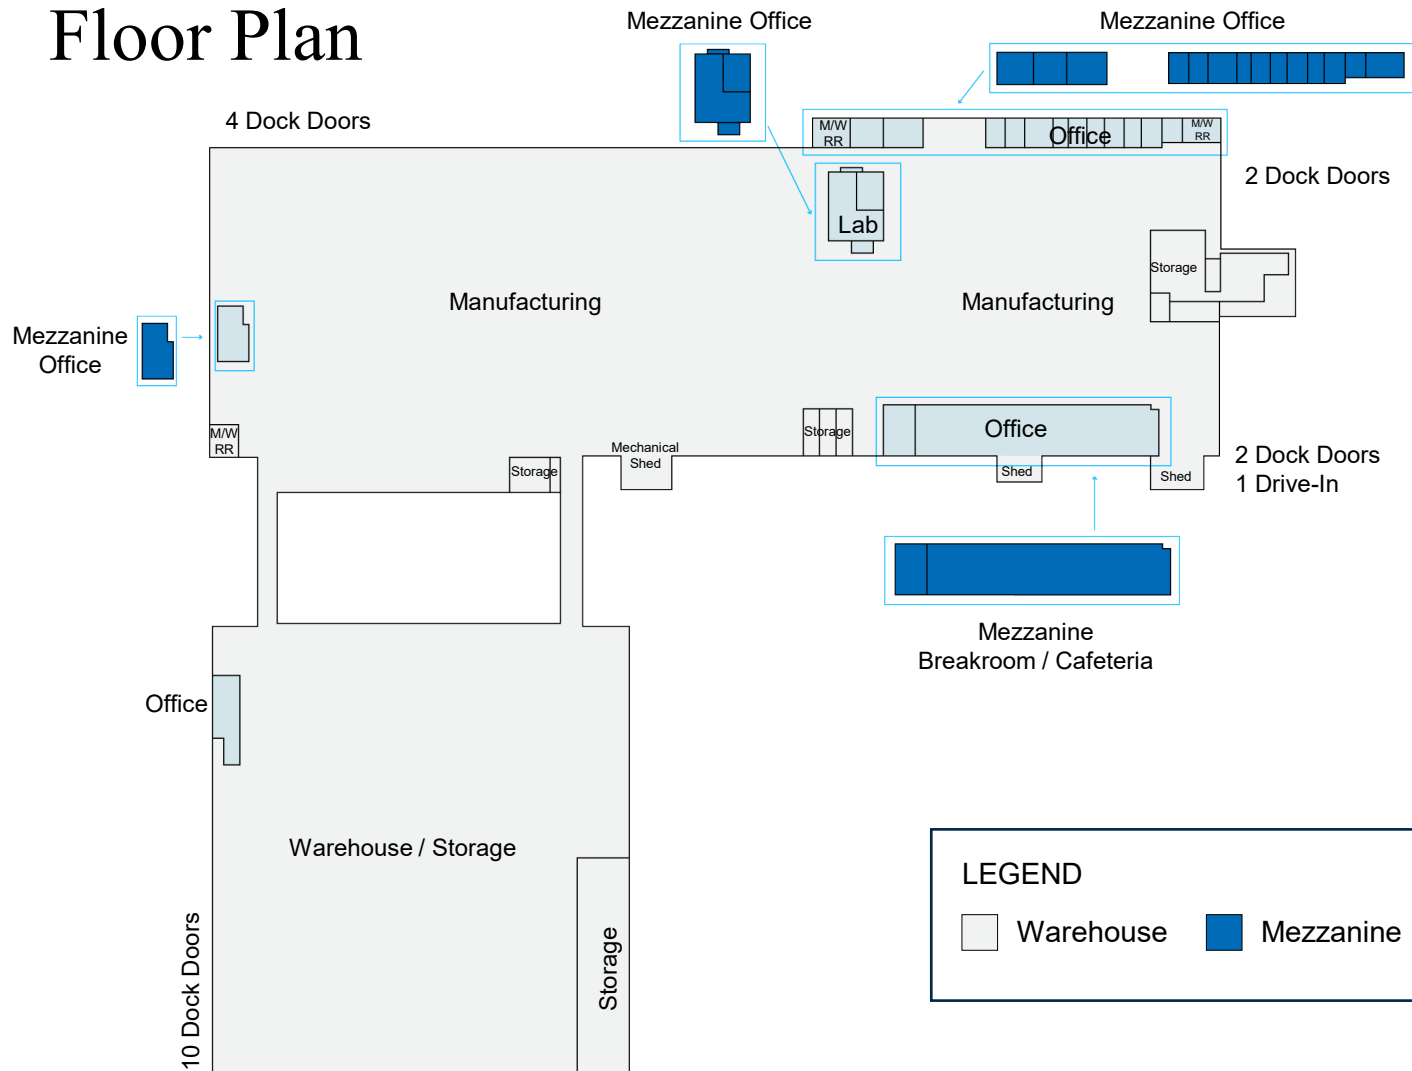 Floor Plan
Mezzanine Office
Mezzanine Office
4 Dock Doors
M/W
RR
Office
M/W
RR
2 Dock Doors
Lab
Storage
Manufacturing
Manufacturing
Mezzanine
Office
M/W
RR
Storage
Office
Mechanical
Shed
Storage
Shed
Shed
2 Dock Doors
1 Drive-In
Mezzanine
Breakroom / Cafeteria
Office
Warehouse / Storage
10 Dock Doors
Storage
LEGEND
Warehouse
Mezzanine